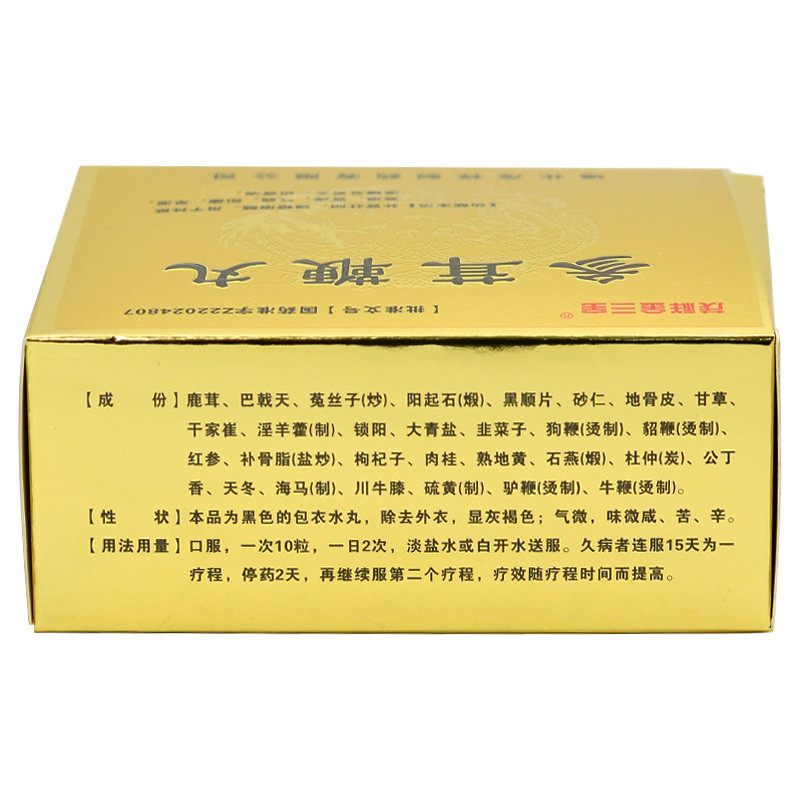 参茸鞭丸
金三宝®
【批准文号】国药准字Z22024807
【成　份】鹿茸、巴戟天、菟丝子(炒)、阳起石(煅)、黑顺片、砂仁、地骨皮、甘草、
干家崔、淫羊藿(制)、锁阳、大青盐、韭菜子、狗鞭(烫制)、貂鞭(烫制)、
红参、补骨脂(盐炒)、枸杞子、肉桂、熟地黄、石燕(煅)、杜仲(炭)、公丁
香、天冬、海马(制)、川牛膝、硫黄(制)、驴鞭(烫制)、牛鞭(烫制)。
【性　状】本品为黑色的包衣水丸，除去外衣，显灰褐色；气微，味微威、苦、辛。
【用法用量】口服，一次10粒，一日2次，淡盐水或白开水送服。久病者连服15天为一
疗程，停药2天，再继续服第二个疗程，疗效随疗程时间而提高。